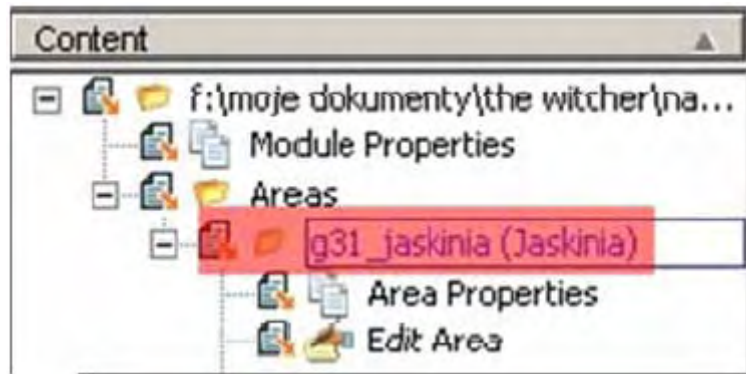 Content
f:\moje dokumenty\the witcher\na...
Module Properties
Areas
g31_jaskinia (Jaskinia)
Area Properties
Edit Area